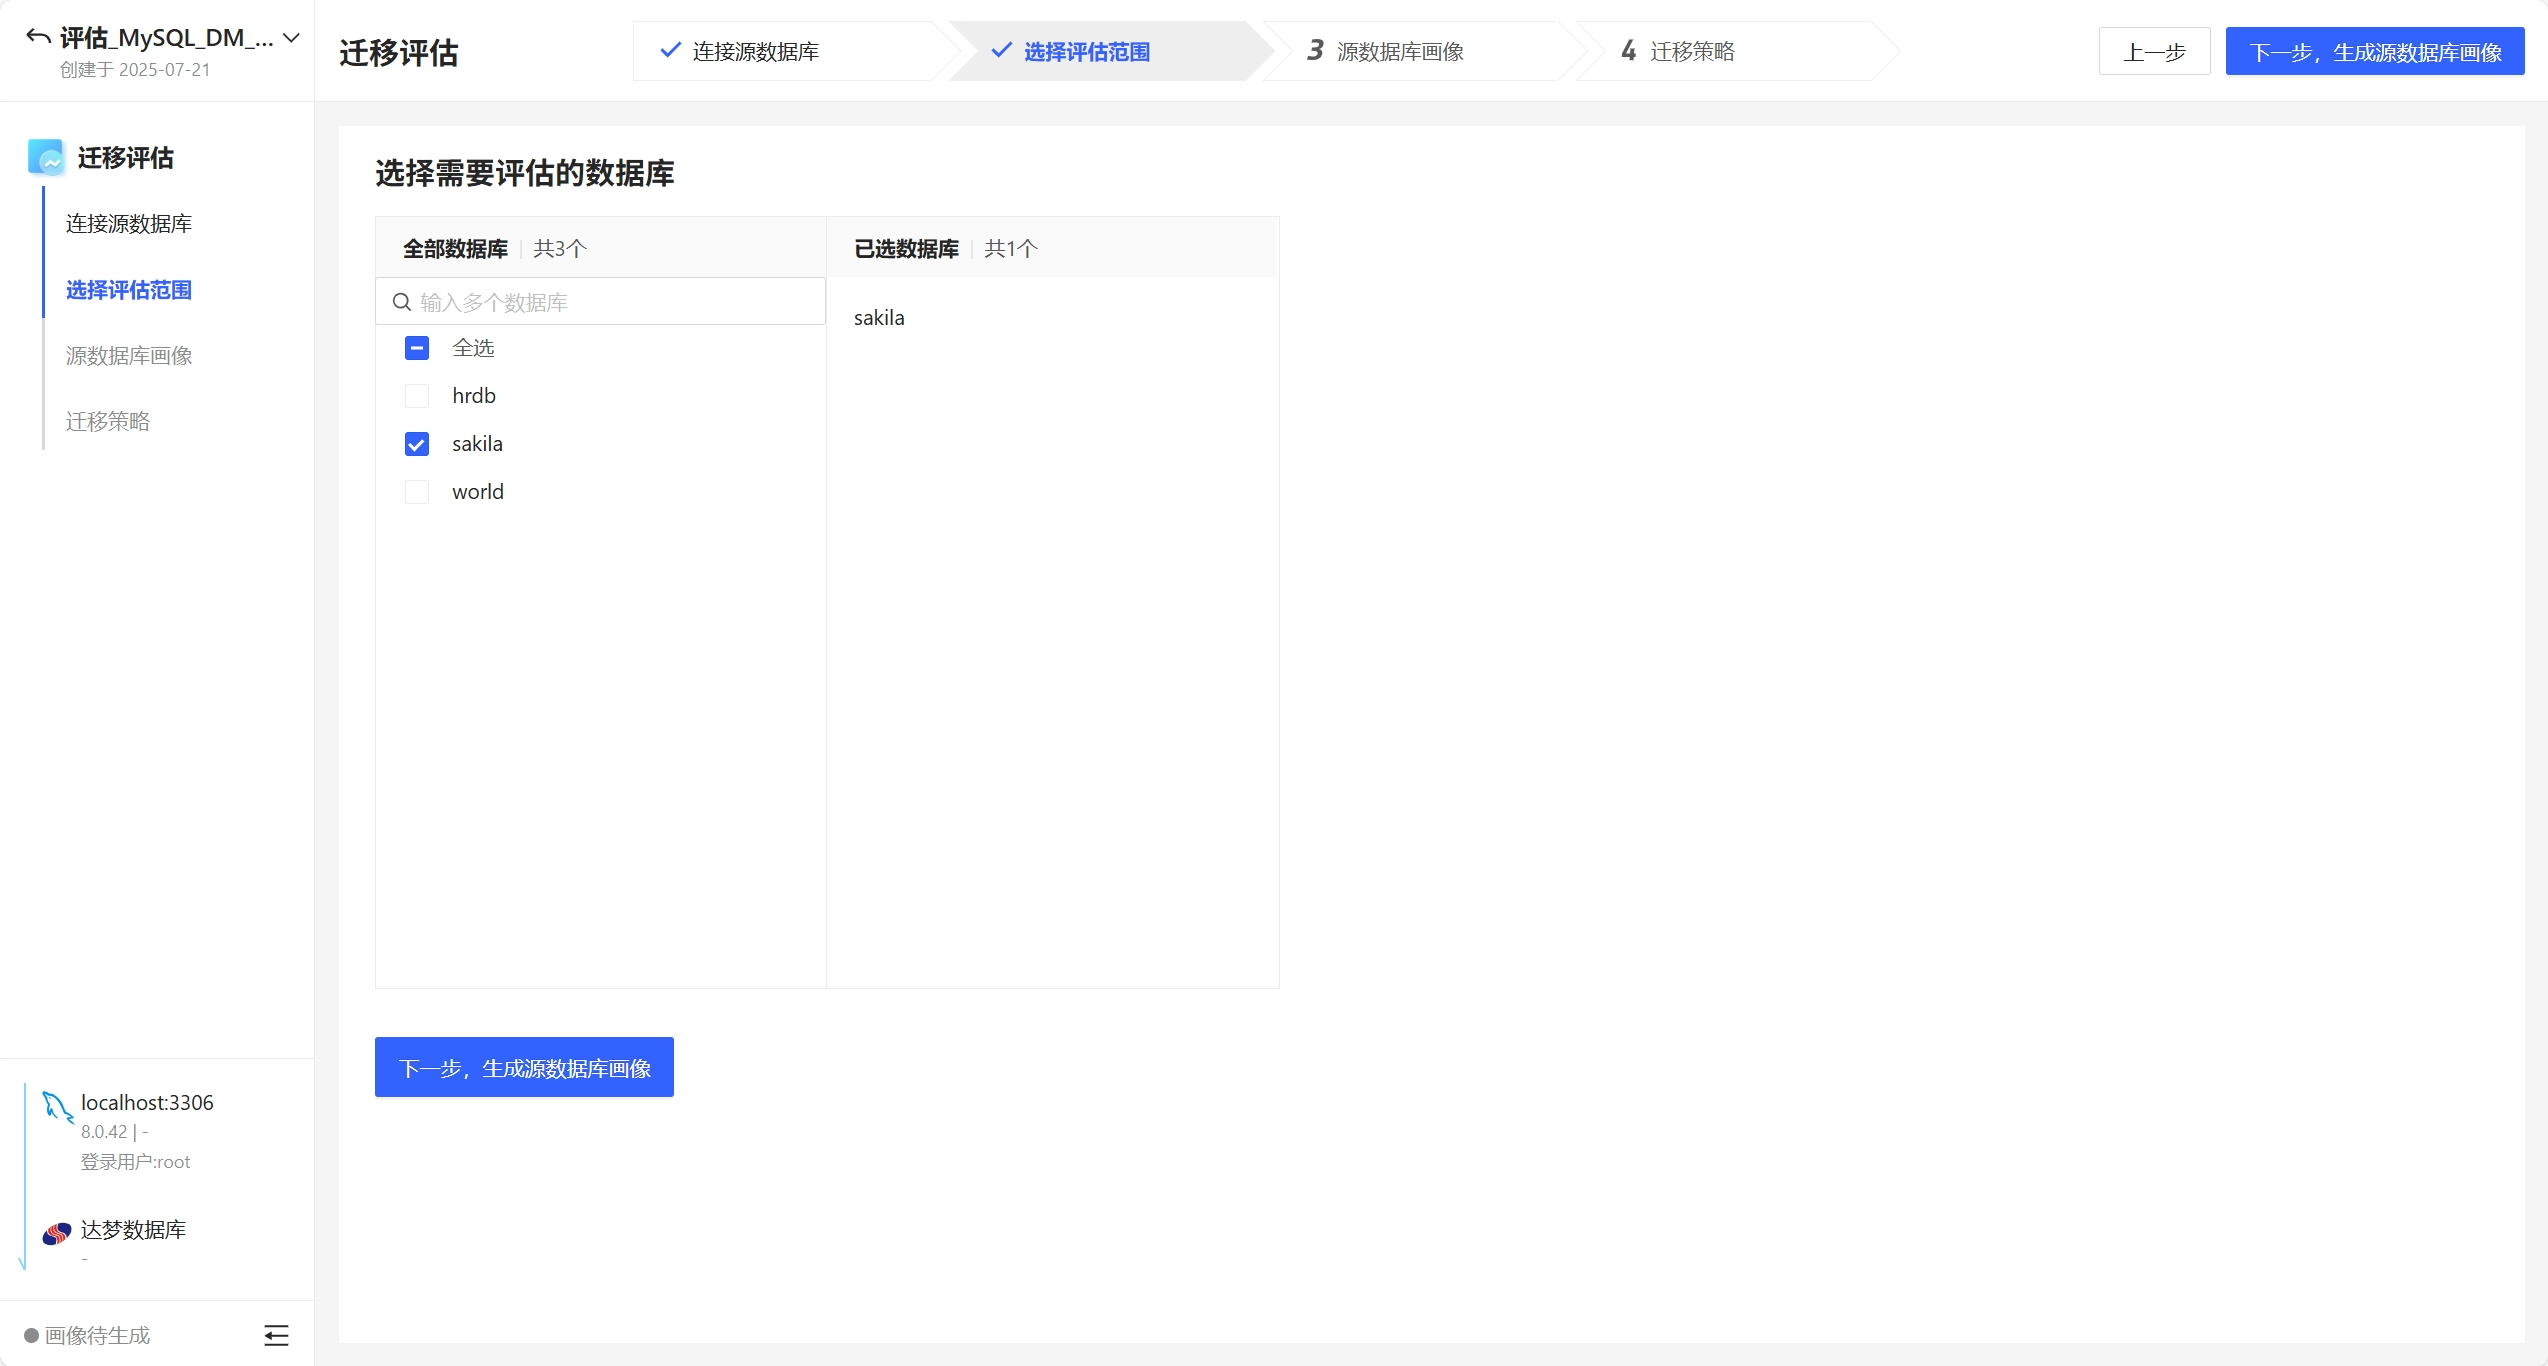 评估_MySQL_DM_...
创建于 2025-07-21
迁移评估
连接源数据库
选择评估范围
3 源数据库画像
4 迁移策略
上一步
下一步，生成源数据库画像
迁移评估
连接源数据库
选择评估范围
源数据库画像
迁移策略
选择需要评估的数据库
全部数据库 | 共3个
已选数据库 | 共1个
输入多个数据库
全选
hrdb
sakila
world
sakila
下一步，生成源数据库画像
localhost:3306
8.0.42 | -
登录用户:root
达梦数据库
-
画像待生成